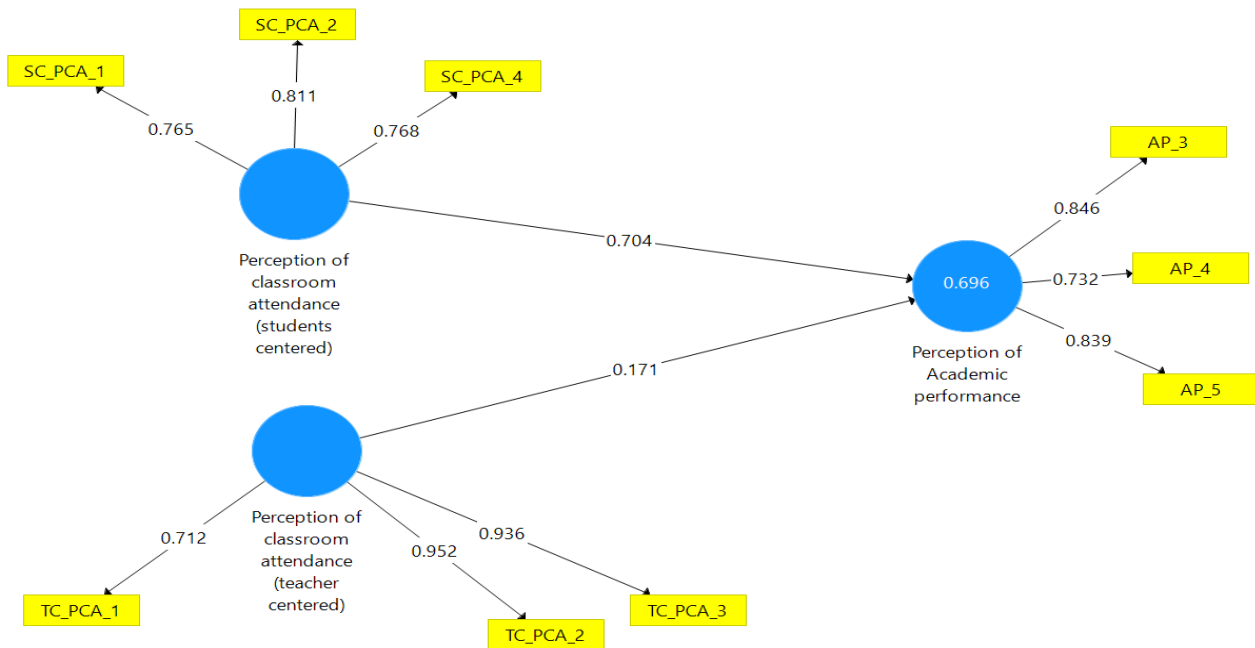 SC_PCA_2
SC_PCA_1
SC_PCA_4
0.811
0.765
0.768
AP_3
0.846
0.704
Perception of
classroom
attendance
(students
centered)
AP_4
0.732
0.696
0.839
Perception of
Academic
performance
0.171
AP_5
Perception of
classroom
attendance
(teacher
centered)
0.712
0.952
0.936
TC_PCA_1
TC_PCA_2
TC_PCA_3